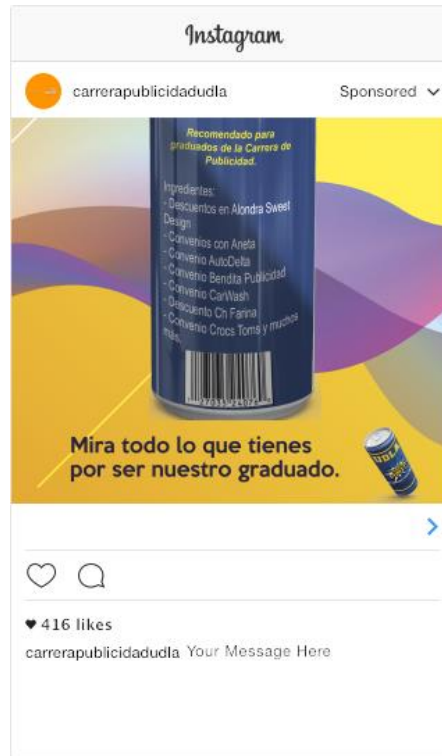 Instagram
carrerapublicidadudla
Sponsored
Recomendado para
graduados de la Carrera de
Publicidad.
Ingredientes:
- Descuentos en Alondra Sweet
Design
- Convenios con Aneta
- Convenio AutoDelta
- Convenio Bendita Publicidad
- Convenio CarWash
- Descuento Ch Farina
- Convenio Crocs Toms y muchos
más.
Mira todo lo que tienes
por ser nuestro graduado.
UDLA
416 likes
carrerapublicidadudla Your Message Here